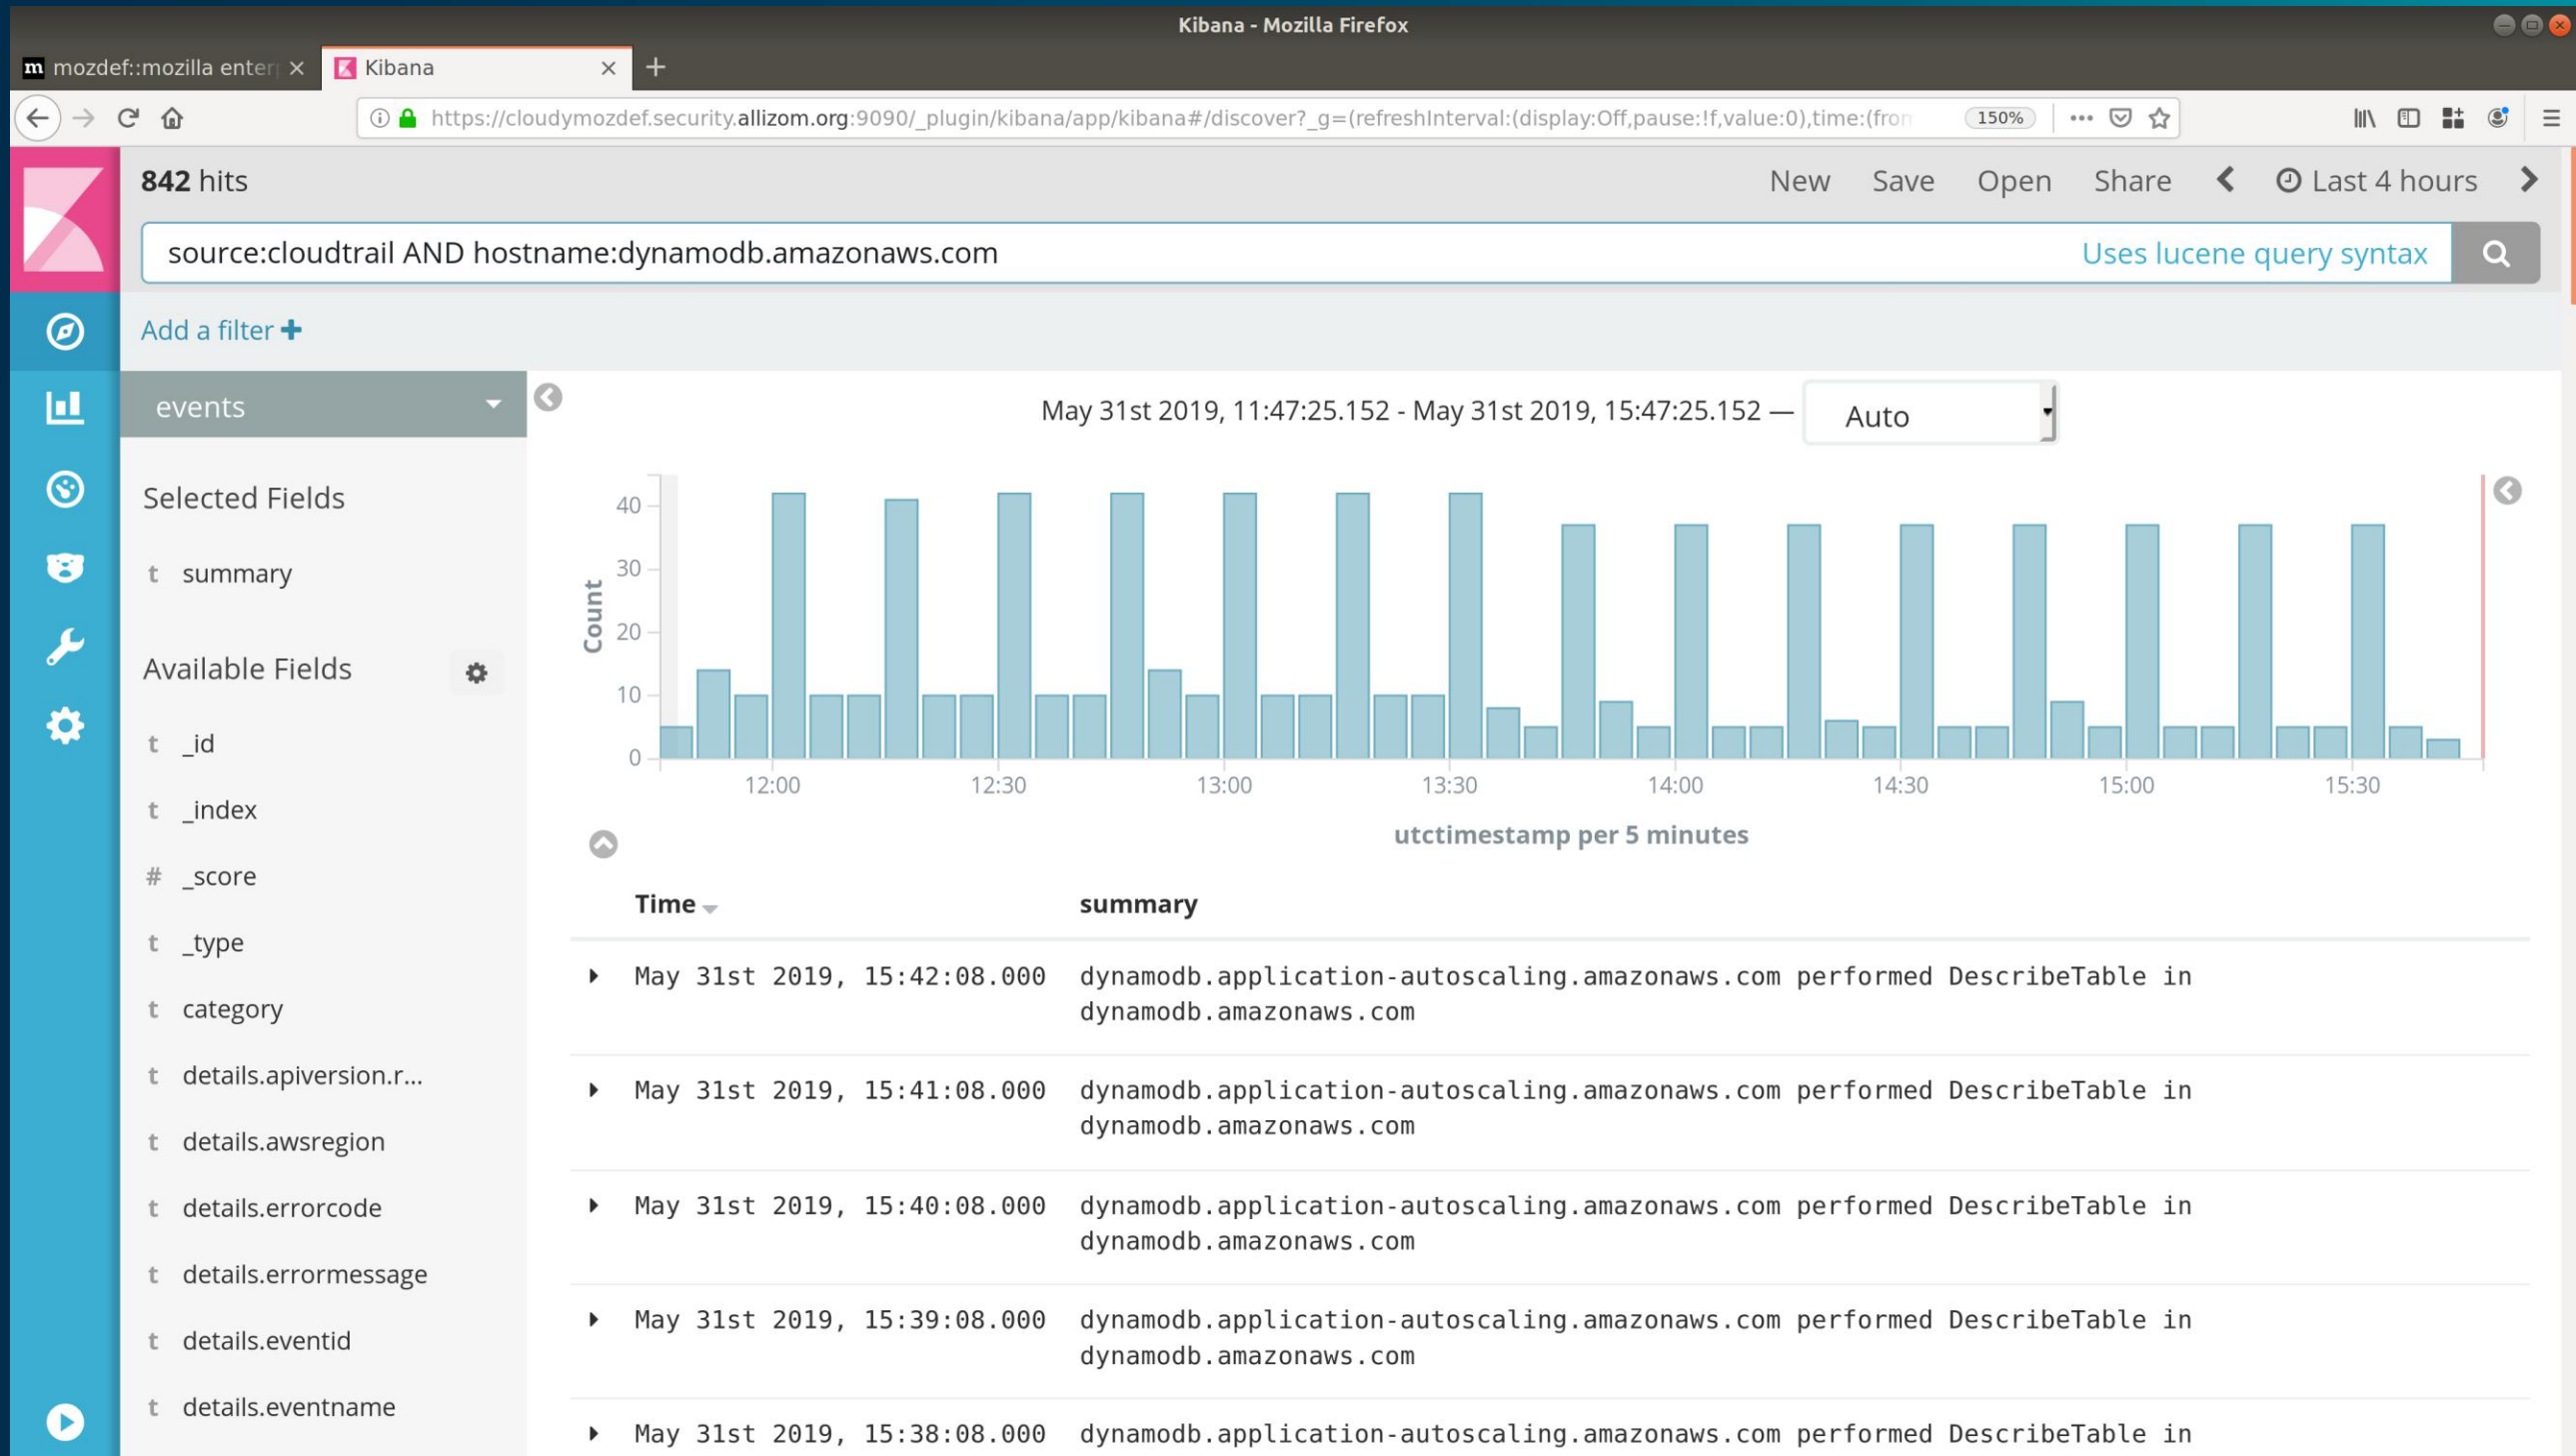 Kibana - Mozilla Firefox
m mozdef::mozilla enter
Kibana
https://cloudymozdef.security.allizom.org:9090/_plugin/kibana/app/kibana#/discover?_g=(refreshInterval:(display:Off,pause:!f,value:0),time:(from
150%
842 hits
New Save Open Share Last 4 hours
source:cloudtrail AND hostname:dynamodb.amazonaws.com
Uses lucene query syntax
Add a filter
events
May 31st 2019, 11:47:25.152 - May 31st 2019, 15:47:25.152 —
Auto
Selected Fields
t summary
Available Fields
t _id
t _index
# _score
t _type
t category
t details.apiversion.r...
t details.awsregion
t details.errorcode
t details.errormessage
t details.eventid
t details.eventname
Count
40
30
20
10
0
12:00 12:30 13:00 13:30 14:00 14:30 15:00 15:30
utctimestamp per 5 minutes
Time summary
May 31st 2019, 15:42:08.000 dynamodb.application-autoscaling.amazonaws.com performed DescribeTable in
dynamodb.amazonaws.com
May 31st 2019, 15:41:08.000 dynamodb.application-autoscaling.amazonaws.com performed DescribeTable in
dynamodb.amazonaws.com
May 31st 2019, 15:40:08.000 dynamodb.application-autoscaling.amazonaws.com performed DescribeTable in
dynamodb.amazonaws.com
May 31st 2019, 15:39:08.000 dynamodb.application-autoscaling.amazonaws.com performed DescribeTable in
dynamodb.amazonaws.com
May 31st 2019, 15:38:08.000 dynamodb.application-autoscaling.amazonaws.com performed DescribeTable in